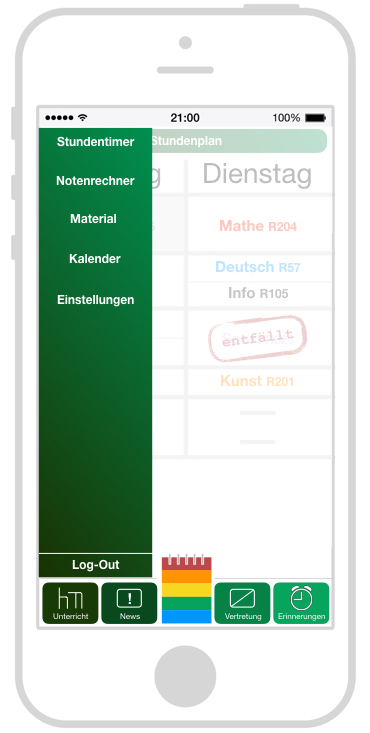 21:00
100%
Stundenplan
Stundentimer
Notenrechner
Material
Kalender
Einstellungen
Log-Out
g
Dienstag
Mathe R204
Deutsch R57
Info R105
entfällt
Kunst R201
Unterricht
News
Vertretung
Erinnerungen